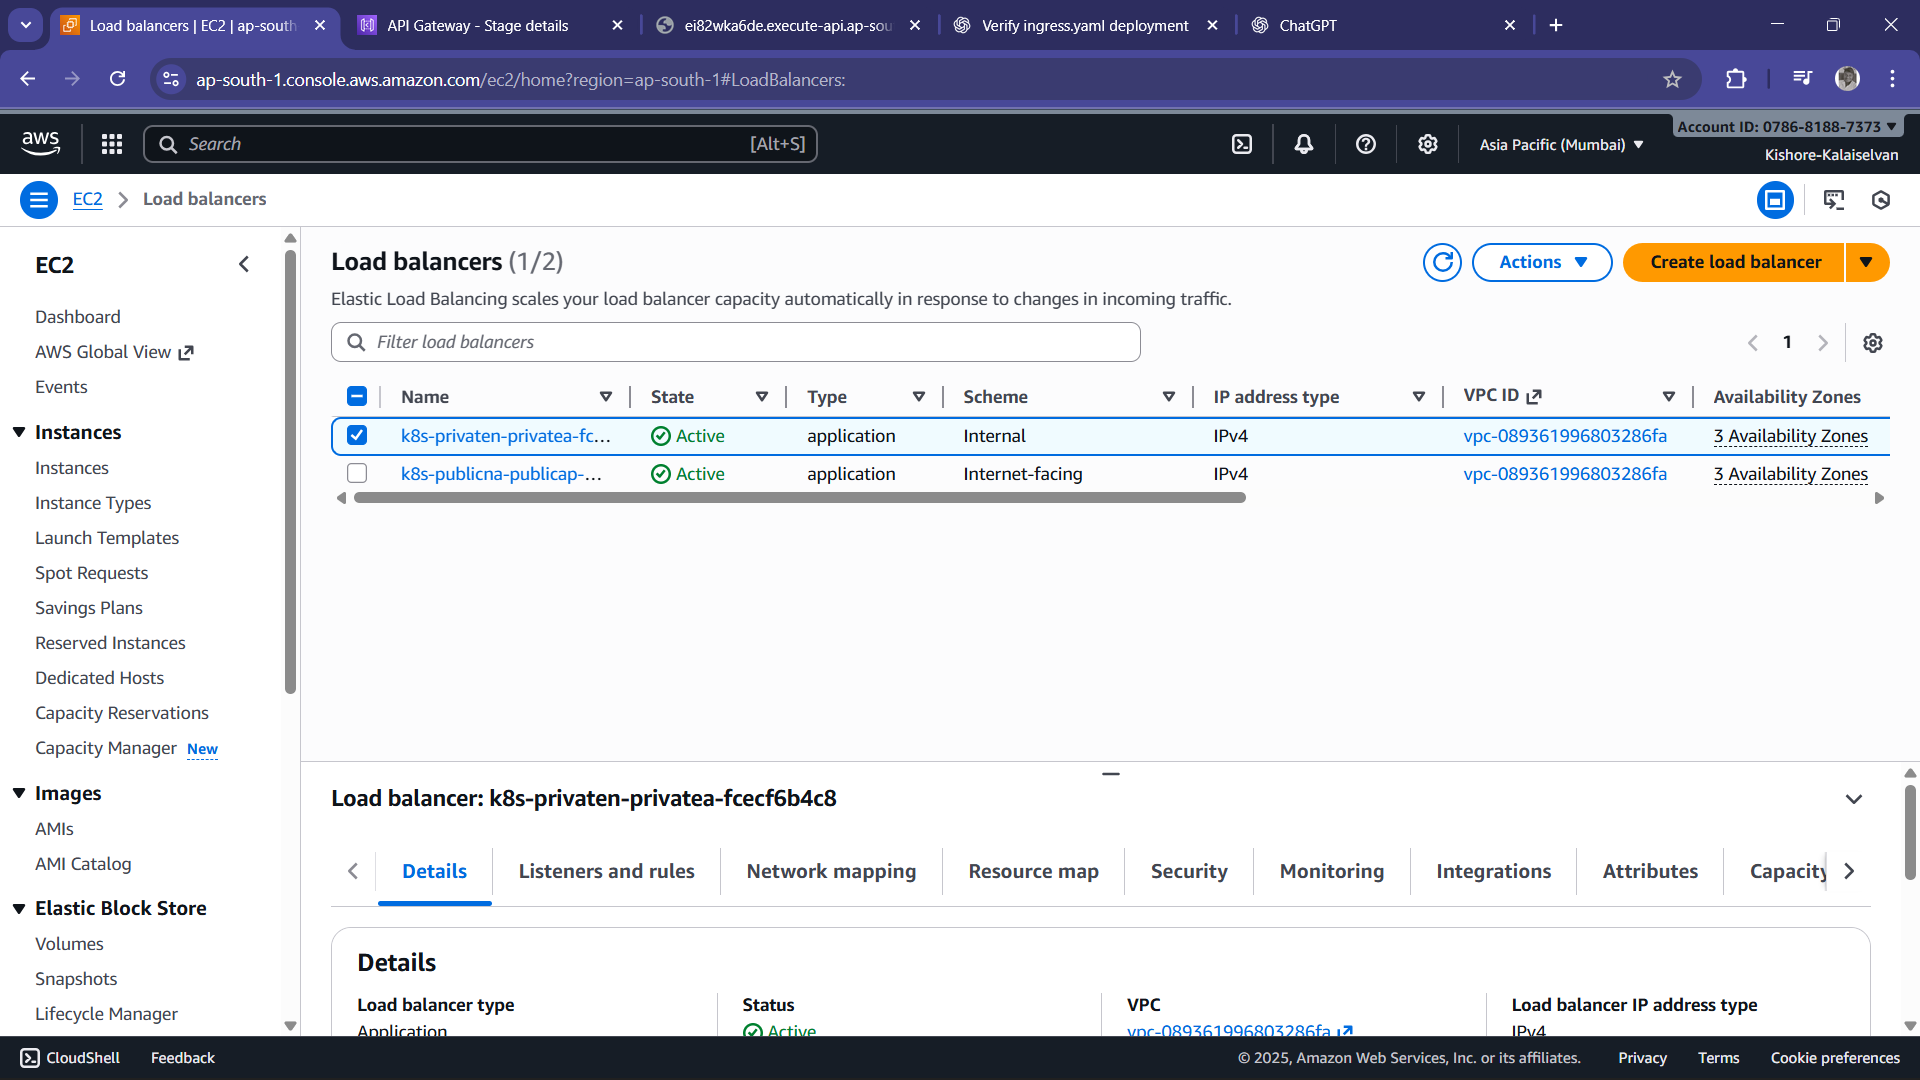 Load balancers | EC2 | ap-south
API Gateway - Stage details
ei82wka6de.execute-api.ap-sou
Verify ingress.yaml deployment
ChatGPT
ap-south-1.console.aws.amazon.com/ec2/home?region=ap-south-1#LoadBalancers:
aws
Search
[Alt+S]
Asia Pacific (Mumbai)
Account ID: 0786-8188-7373
Kishore-Kalaiselvan
EC2
Load balancers
EC2
Dashboard
AWS Global View
Events
Instances
Instances
Instance Types
Launch Templates
Spot Requests
Savings Plans
Reserved Instances
Dedicated Hosts
Capacity Reservations
Capacity Manager New
Images
AMIs
AMI Catalog
Elastic Block Store
Volumes
Snapshots
Lifecycle Manager
Load balancers (1/2)
Actions
Create load balancer
Elastic Load Balancing scales your load balancer capacity automatically in response to changes in incoming traffic.
Filter load balancers
1
Name State Type Scheme IP address type VPC ID Availability Zones
k8s-privaten-privatea-fc... Active application Internal IPv4 vpc-089361996803286fa 3 Availability Zones
k8s-publicna-publicap-... Active application Internet-facing IPv4 vpc-089361996803286fa 3 Availability Zones
Load balancer: k8s-privaten-privatea-fcecf6b4c8
Details Listeners and rules Network mapping Resource map Security Monitoring Integrations Attributes Capacity
Details
Load balancer type Status VPC Load balancer IP address type
Application Active vpc-089361996803286fa IPv4
CloudShell Feedback © 2025, Amazon Web Services, Inc. or its affiliates. Privacy Terms Cookie preferences